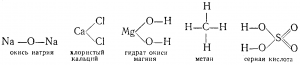 Na—O—Na
окись натрия
Ca Cl Cl
хлористый кальций
Mg O—H O—H
гидрат окиси магния
H
H—C—H
H
метан
H—O O
S
H—O O
серная кислота